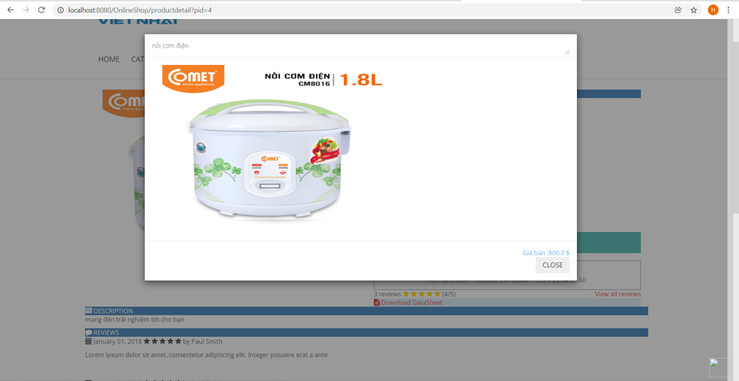 localhost:8080/OnlineShop/productdetail?pid=4
H
VIỆT NHẬT
HOME
nồi cơm điện
×
COMET
NỒI CƠM ĐIỆN
CM8016
1.8L
COMET
Giá bán :800.0 $
CLOSE
3 reviews
(4/5)
View all reviews
Download DataSheet
DESCRIPTION
mang đến trải nghiệm tốt cho bạn
REVIEWS
January 01, 2018 ★★★★★ by Paul Smith
Lorem ipsum dolor sit amet, consectetur adipiscing elit. Integer posuere erat a ante.